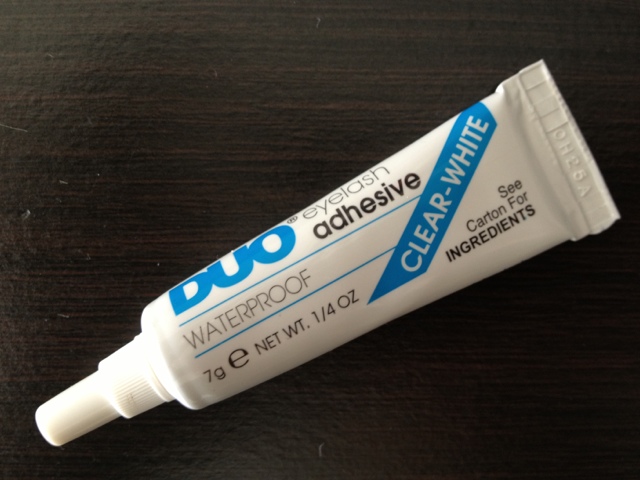 DUO® eyelash
adhesive
WATERPROOF
7g e NET WT. 1/4 OZ
CLEAR-WHITE
See
Carton For
INGREDIENTS